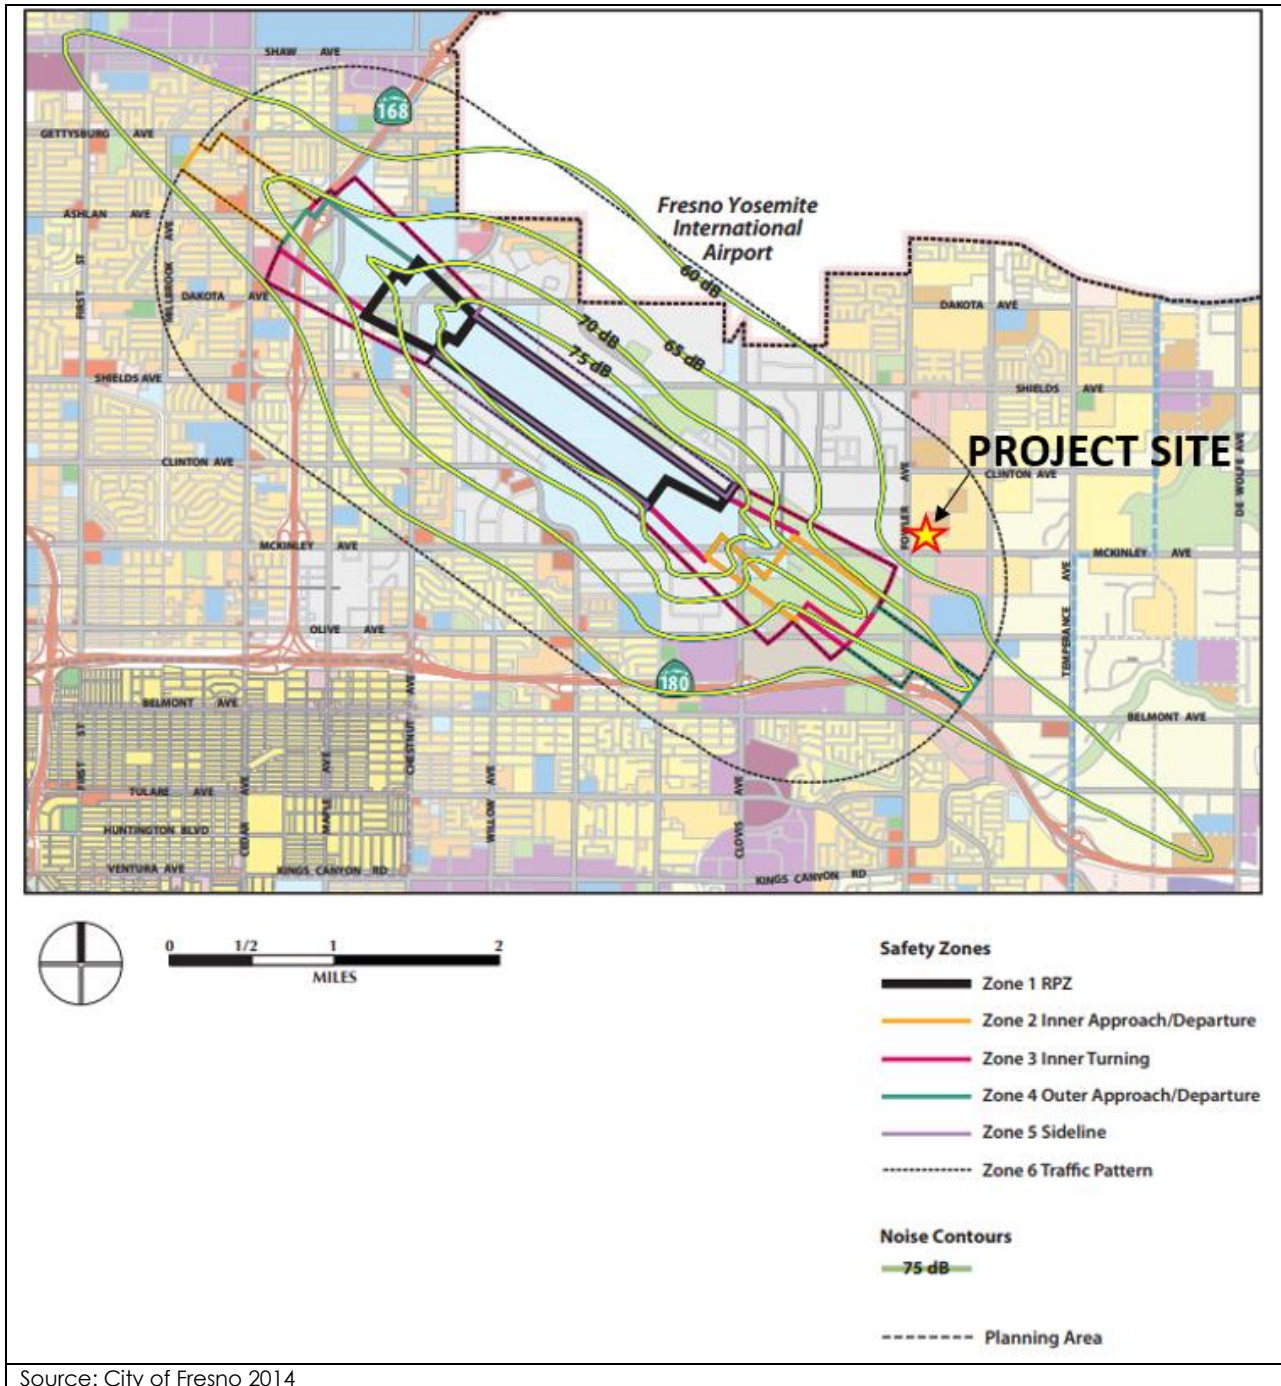 SHAW AVE
168
GETTYSBURG AVE
ASHLAN AVE
FIRST ST
MILLBROOK AVE
DAKOTA AVE
Fresno Yosemite
International
Airport
60 dB
70 dB
65 dB
75 dB
DAKOTA AVE
SHIELDS AVE
SHIELDS AVE
PROJECT SITE
CLINTON AVE
CLINTON AVE
FOWLER AVE
DE WOLFE AVE
MCKINLEY AVE
MCKINLEY AVE
OLIVE AVE
TEMPERANCE AVE
180
BELMONT AVE
BELMONT AVE
CHESTNUT AVE
FIRST ST
TULARE AVE
CEDAR AVE
MAPLE AVE
WILLOW AVE
CLOVIS AVE
HUNTINGTON BLVD
VENTURA AVE
KINGS CANYON RD
KINGS CANYON RD
0 1/2 1 2
MILES
Safety Zones
Zone 1 RPZ
Zone 2 Inner Approach/Departure
Zone 3 Inner Turning
Zone 4 Outer Approach/Departure
Zone 5 Sideline
Zone 6 Traffic Pattern
Noise Contours
75 dB
Planning Area
Source: City of Fresno 2014